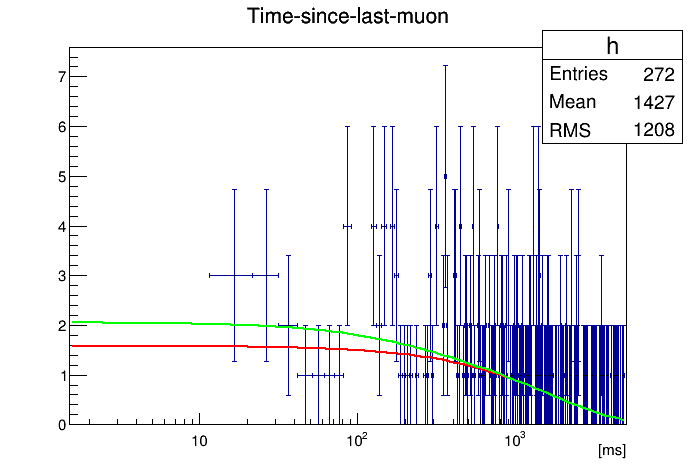 Time-since-last-muon
h
Entries 272
Mean 1427
RMS 1208
7
6
5
4
3
2
1
0
10
10²
10³
[ms]